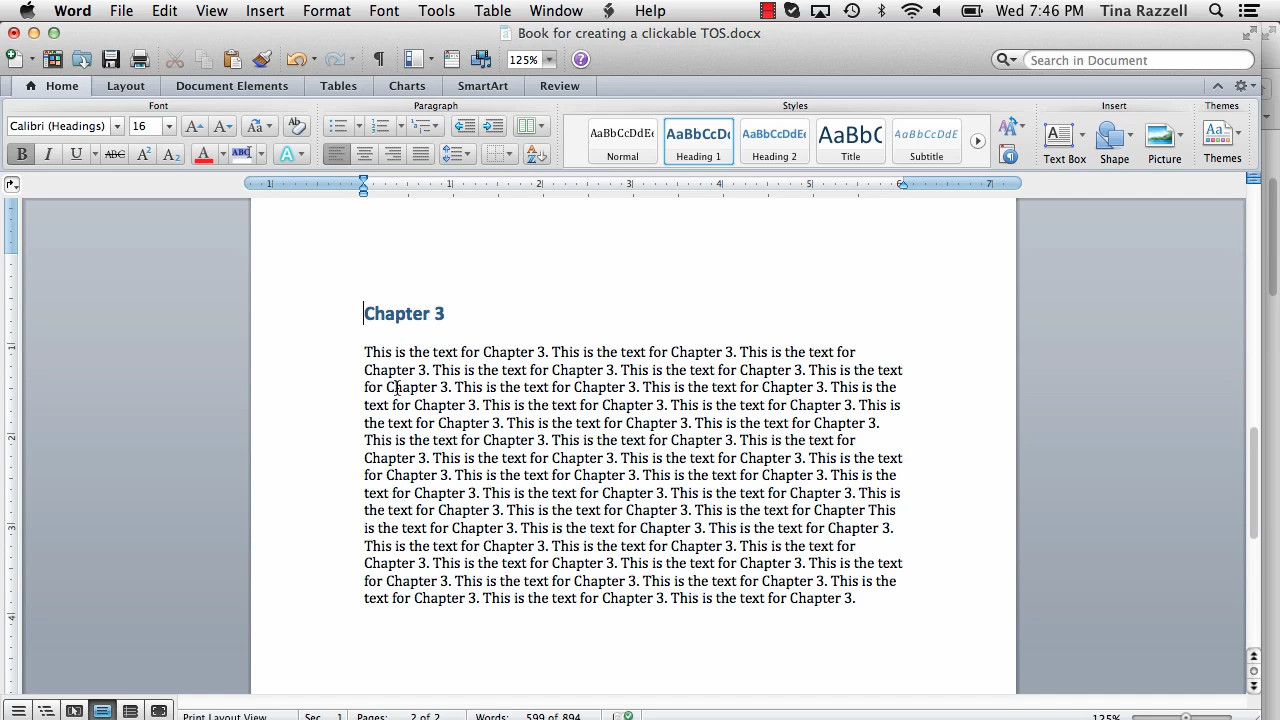 Word File Edit View Insert Format Font Tools Table Window Help Wed 7:46 PM Tina Razzell
Book for creating a clickable TOS.docx
125% Search in Document
Home Layout Document Elements Tables Charts SmartArt Review
Font Paragraph Styles Insert Themes
Calibri (Headings) 16 Aa
AaBbCcDdEe AaBbCcDc AaBbCcDdEe AaBbC AaBbCcDdE
Normal Heading 1 Heading 2 Title Subtitle
Text Box Shape Picture Themes
B I U ABC A² A₂ A ABC A
1 1 2 3 4 5 6 7
Chapter 3
This is the text for Chapter 3. This is the text for Chapter 3. This is the text for
Chapter 3. This is the text for Chapter 3. This is the text for Chapter 3. This is the text
for Chapter 3. This is the text for Chapter 3. This is the text for Chapter 3. This is the
text for Chapter 3. This is the text for Chapter 3. This is the text for Chapter 3. This is
the text for Chapter 3. This is the text for Chapter 3. This is the text for Chapter 3.
This is the text for Chapter 3. This is the text for Chapter 3. This is the text for
Chapter 3. This is the text for Chapter 3. This is the text for Chapter 3. This is the text
for Chapter 3. This is the text for Chapter 3. This is the text for Chapter 3. This is the
text for Chapter 3. This is the text for Chapter 3. This is the text for Chapter 3. This is
the text for Chapter 3. This is the text for Chapter 3. This is the text for Chapter This
is the text for Chapter 3. This is the text for Chapter 3. This is the text for Chapter 3.
This is the text for Chapter 3. This is the text for Chapter 3. This is the text for
Chapter 3. This is the text for Chapter 3. This is the text for Chapter 3. This is the text
for Chapter 3. This is the text for Chapter 3. This is the text for Chapter 3. This is the
text for Chapter 3. This is the text for Chapter 3. This is the text for Chapter 3.
1
2
3
4
Print Layout View Sec 1 Pages: 2 of 2 Words: 599 of 894 125%